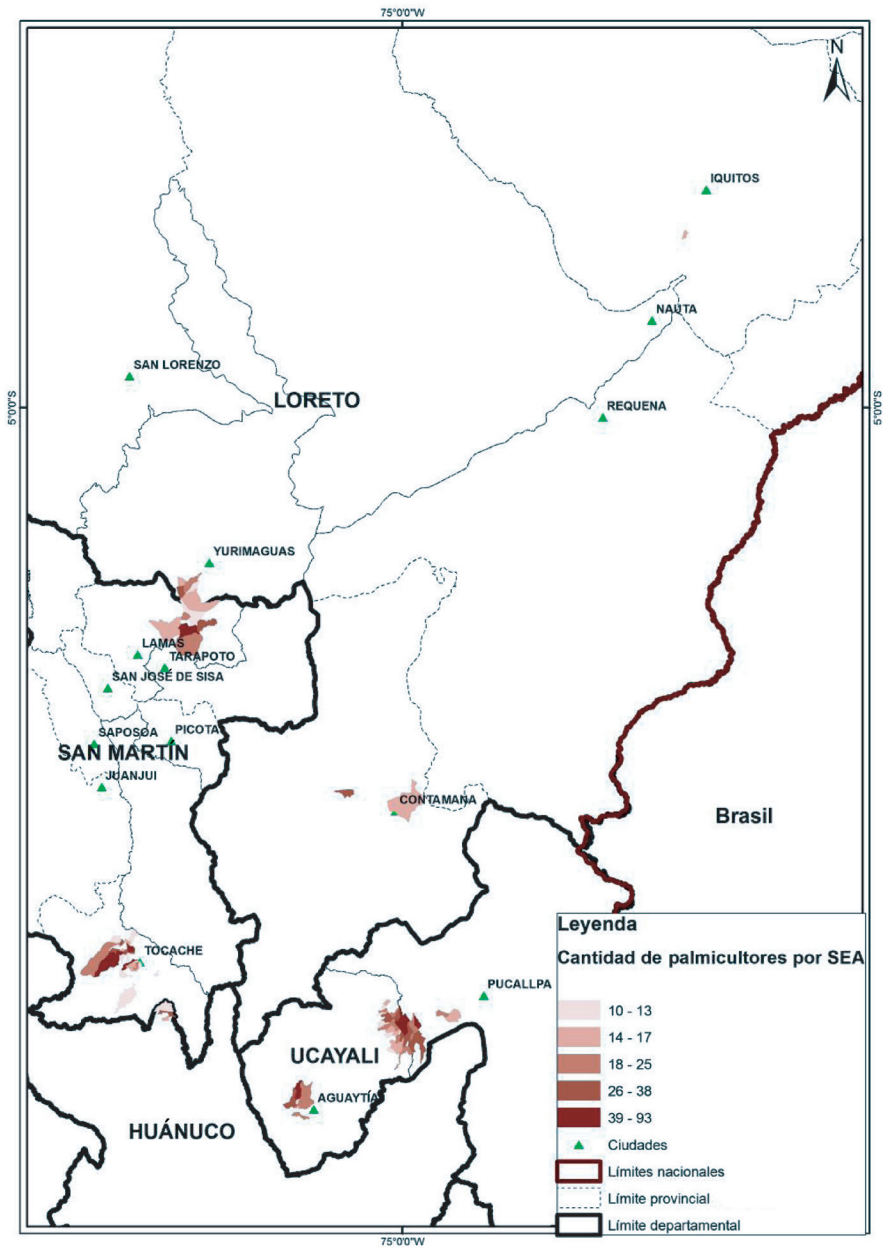 75°0'0"W
N
IQUITOS
NAUTA
SAN LORENZO
LORETO
5°0'0"S
5°0'0"S
REQUENA
YURIMAGUAS
LAMAS
TARAPOTO
SAN JOSÉ DE SISA
SAPOSOA
PICOTA
SAN MARTÍN
JUANJUI
CONTAMANA
Brasil
TOCACHE
PUCALLPA
UCAYALI
AGUAYTÍA
HUÁNUCO
Leyenda
Cantidad de palmicultores por SEA
10 - 13
14 - 17
18 - 25
26 - 38
39 - 93
Ciudades
Límites nacionales
Límite provincial
Límite departamental
75°0'0"W